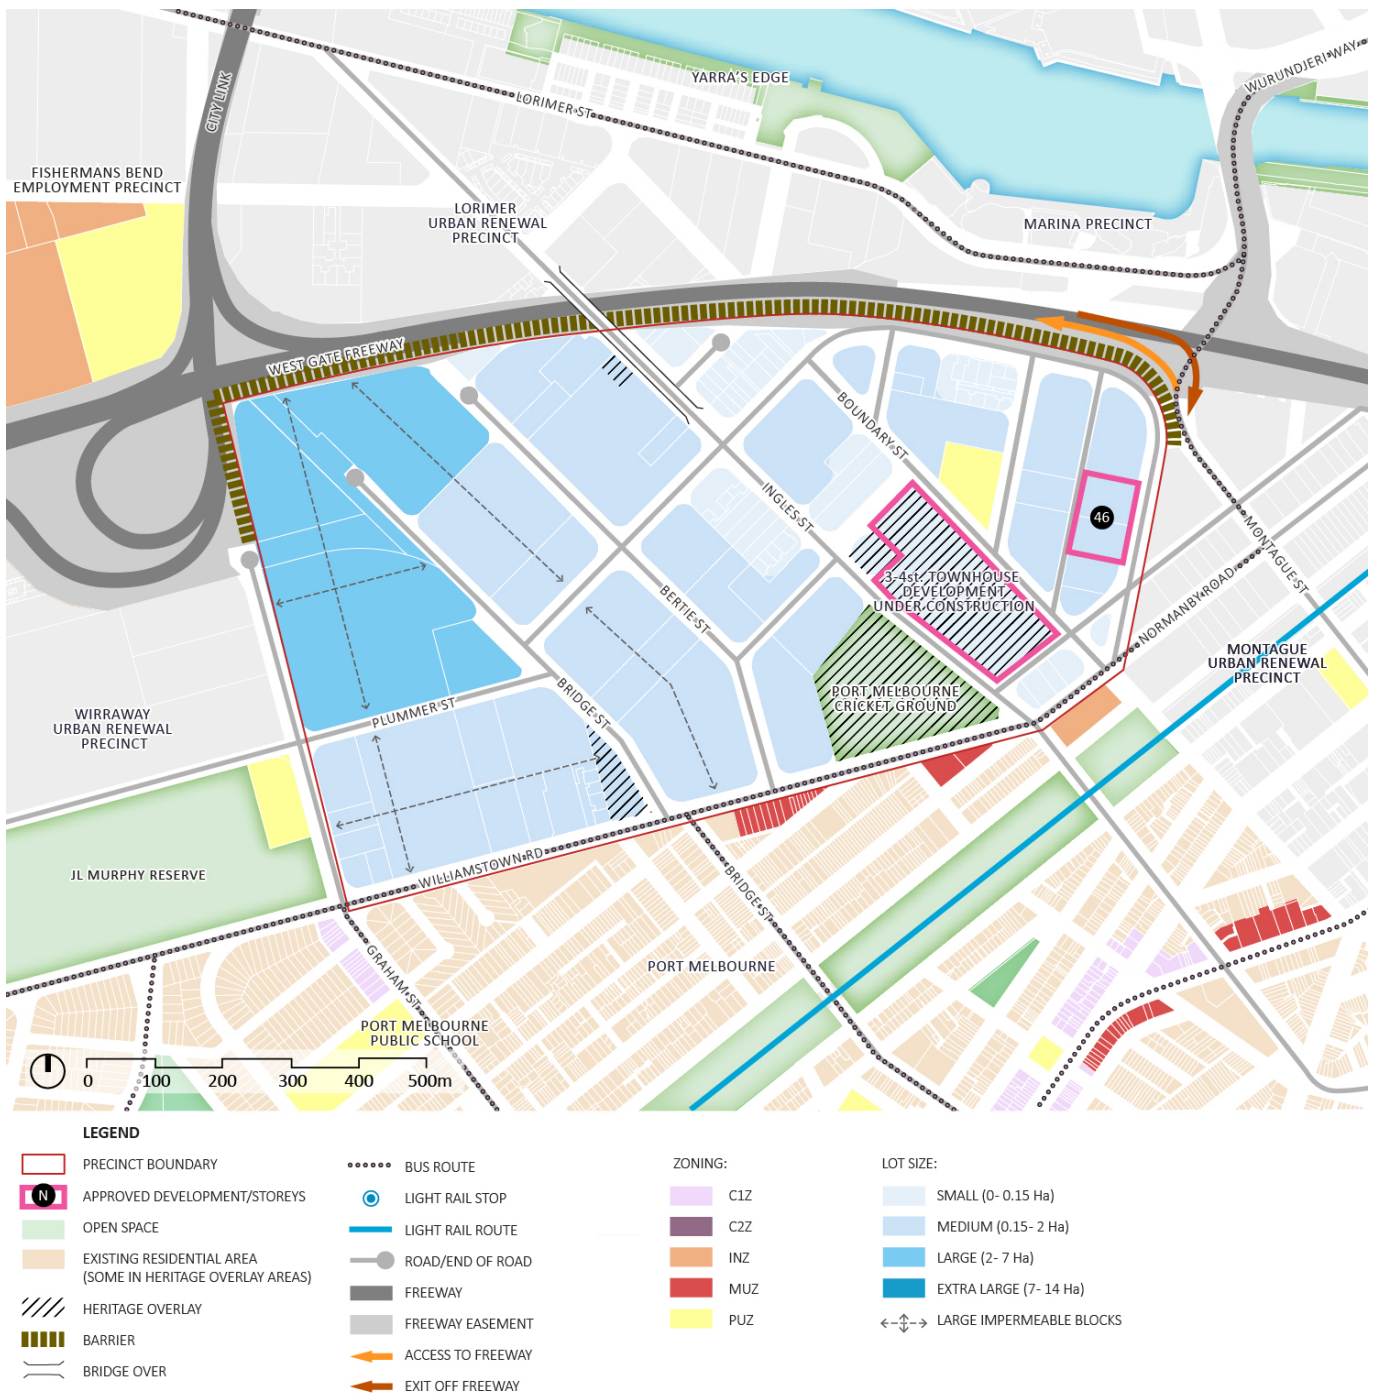 YARRA'S EDGE
WURUNDJERI WAY
CITY LINK
LORIMER ST
FISHERMANS BEND
EMPLOYMENT PRECINCT
LORIMER
URBAN RENEWAL
PRECINCT
MARINA PRECINCT
WEST GATE FREEWAY
BOUNDARY ST
INGLES ST
46
MONTAGUE ST
3-4st. TOWNHOUSE
DEVELOPMENT
UNDER CONSTRUCTION
NORMANBY ROAD
BERTIE ST
MONTAGUE
URBAN RENEWAL
PRECINCT
BRIDGE ST
PORT MELBOURNE
CRICKET GROUND
PLUMMER ST
WIRRAWAY
URBAN RENEWAL
PRECINCT
WILLIAMSTOWN RD
JL MURPHY RESERVE
BRIDGE ST
GRAHAM ST
PORT MELBOURNE
PORT MELBOURNE
PUBLIC SCHOOL
0 100 200 300 400 500m
LEGEND
PRECINCT BOUNDARY
N APPROVED DEVELOPMENT/STOREYS
OPEN SPACE
EXISTING RESIDENTIAL AREA
(SOME IN HERITAGE OVERLAY AREAS)
HERITAGE OVERLAY
BARRIER
BRIDGE OVER
BUS ROUTE
LIGHT RAIL STOP
LIGHT RAIL ROUTE
ROAD/END OF ROAD
FREEWAY
FREEWAY EASEMENT
ACCESS TO FREEWAY
EXIT OFF FREEWAY
ZONING:
C1Z
C2Z
INZ
MUZ
PUZ
LOT SIZE:
SMALL (0- 0.15 Ha)
MEDIUM (0.15- 2 Ha)
LARGE (2- 7 Ha)
EXTRA LARGE (7- 14 Ha)
LARGE IMPERMEABLE BLOCKS